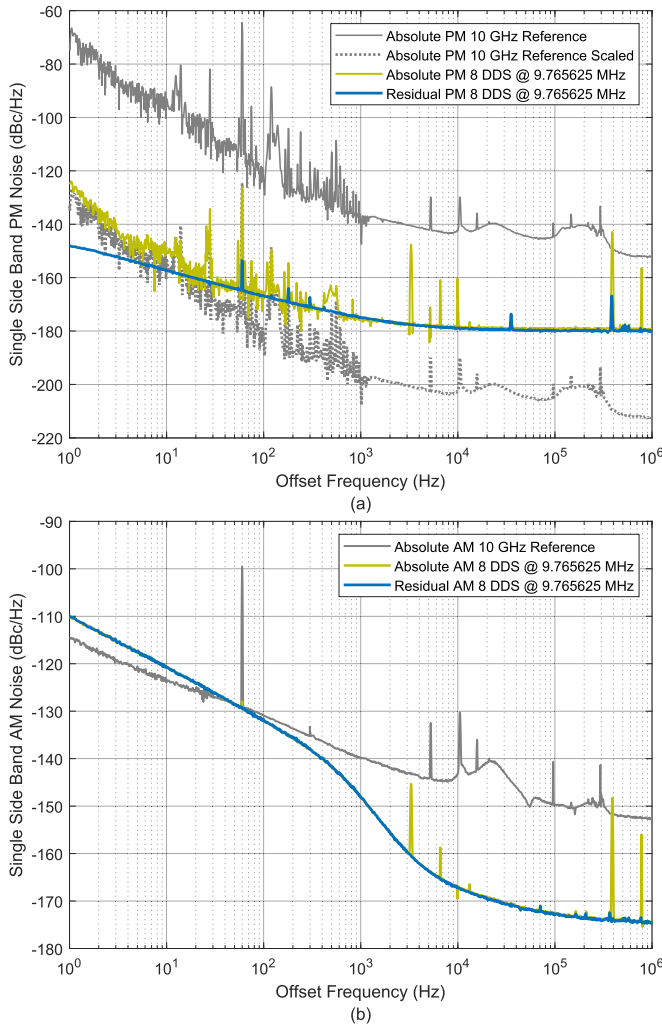 -60
-80
-100
-120
-140
-160
-180
-200
-220
Single Side Band PM Noise (dBc/Hz)
Absolute PM 10 GHz Reference
Absolute PM 10 GHz Reference Scaled
Absolute PM 8 DDS @ 9.765625 MHz
Residual PM 8 DDS @ 9.765625 MHz
10^0 10^1 10^2 10^3 10^4 10^5 10^6
Offset Frequency (Hz)
(a)
-90
-100
-110
-120
-130
-140
-150
-160
-170
-180
Single Side Band AM Noise (dBc/Hz)
Absolute AM 10 GHz Reference
Absolute AM 8 DDS @ 9.765625 MHz
Residual AM 8 DDS @ 9.765625 MHz
10^0 10^1 10^2 10^3 10^4 10^5 10^6
Offset Frequency (Hz)
(b)